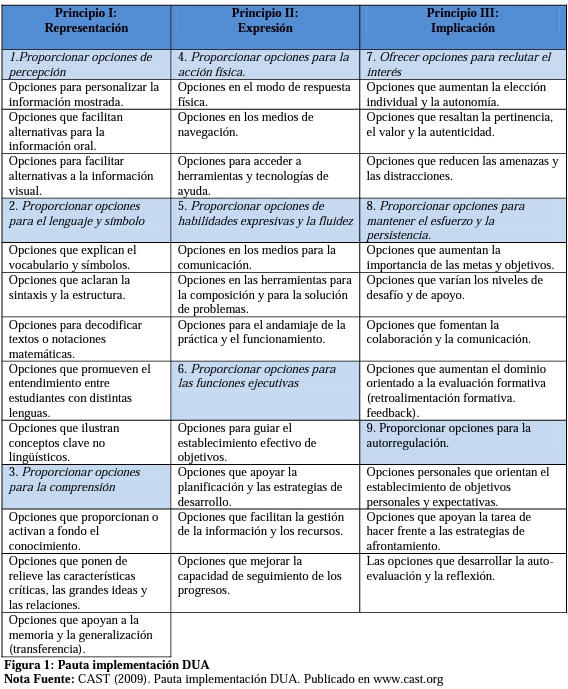 Principio I:
Representación
Principio II:
Expresión
Principio III:
Implicación
1.Proporcionar opciones de
percepción
4. Proporcionar opciones para la
acción física.
7. Ofrecer opciones para reclutar el
interés
Opciones para personalizar la
información mostrada.
Opciones en el modo de respuesta
física.
Opciones que aumentan la elección
individual y la autonomía.
Opciones que facilitan
alternativas para la
información oral.
Opciones en los medios de
navegación.
Opciones que resaltan la pertinencia,
el valor y la autenticidad.
Opciones para facilitar
alternativas a la información
visual.
Opciones para acceder a
herramientas y tecnologías de
ayuda.
Opciones que reducen las amenazas y
las distracciones.
2. Proporcionar opciones
para el lenguaje y símbolo
5. Proporcionar opciones de
habilidades expresivas y la fluidez
8. Proporcionar opciones para
mantener el esfuerzo y la
persistencia.
Opciones que explican el
vocabulario y símbolos.
Opciones en los medios para la
comunicación.
Opciones que aumentan la
importancia de las metas y objetivos.
Opciones que aclaran la
sintaxis y la estructura.
Opciones en las herramientas para
la composición y para la solución
de problemas.
Opciones que varían los niveles de
desafío y de apoyo.
Opciones para decodificar
textos o notaciones
matemáticas.
Opciones para el andamiaje de la
práctica y el funcionamiento.
Opciones que fomentan la
colaboración y la comunicación.
Opciones que promueven el
entendimiento entre
estudiantes con distintas
lenguas.
6. Proporcionar opciones para
las funciones ejecutivas
Opciones que aumentan el dominio
orientado a la evaluación formativa
(retroalimentación formativa.
feedback).
Opciones que ilustran
conceptos clave no
lingüísticos.
Opciones para guiar el
establecimiento efectivo de
objetivos.
9. Proporcionar opciones para la
autorregulación.
3. Proporcionar opciones
para la comprensión
Opciones que apoyar la
planificación y las estrategias de
desarrollo.
Opciones personales que orientan el
establecimiento de objetivos
personales y expectativas.
Opciones que proporcionan o
activan a fondo el
conocimiento.
Opciones que facilitan la gestión
de la información y los recursos.
Opciones que apoyan la tarea de
hacer frente a las estrategias de
afrontamiento.
Opciones que ponen de
relieve las características
críticas, las grandes ideas y
las relaciones.
Opciones que mejorar la
capacidad de seguimiento de los
progresos.
Las opciones que desarrollar la auto-
evaluación y la reflexión.
Opciones que apoyan a la
memoria y la generalización
(transferencia).
Figura 1: Pauta implementación DUA
Nota Fuente: CAST (2009). Pauta implementación DUA. Publicado en www.cast.org